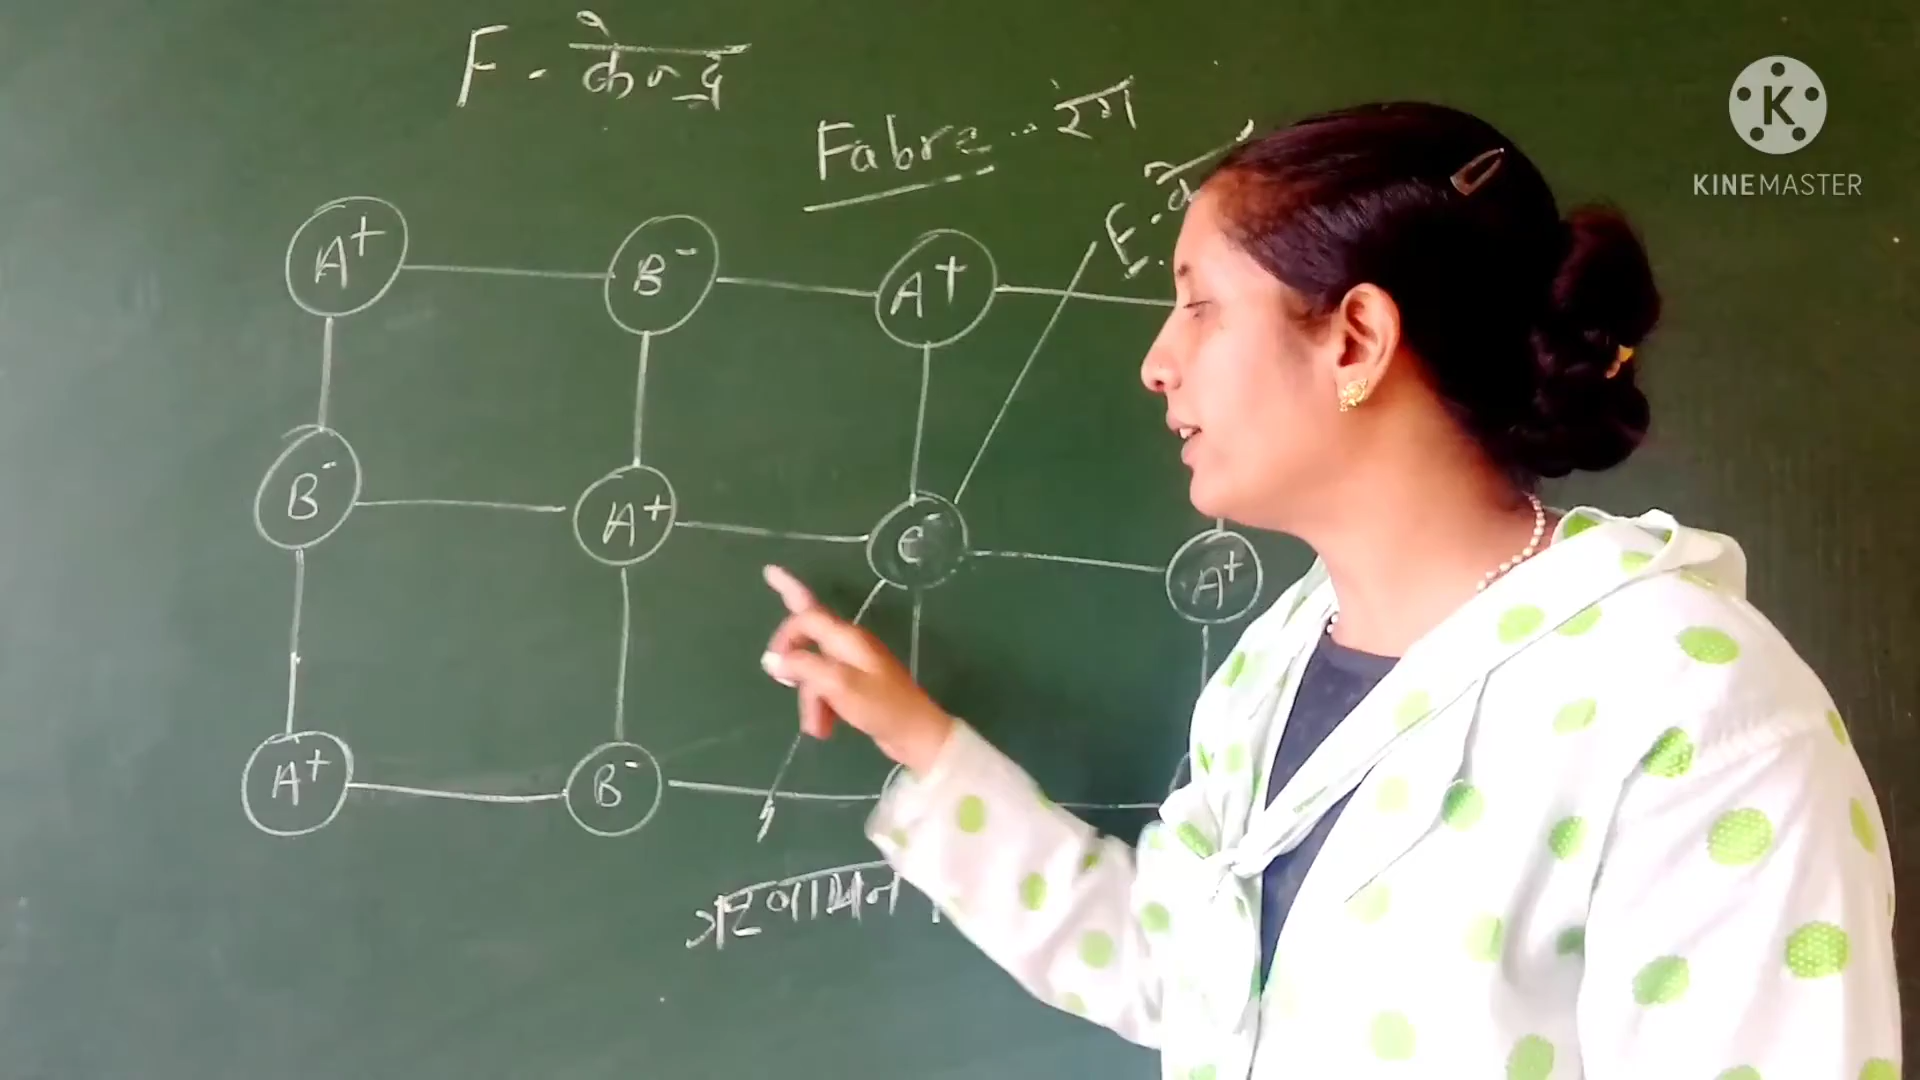 F - केन्द्र
Fabre - रंग
F.
A+ B- A+
B- A+ e- A+
A+ B-
KINEMASTER